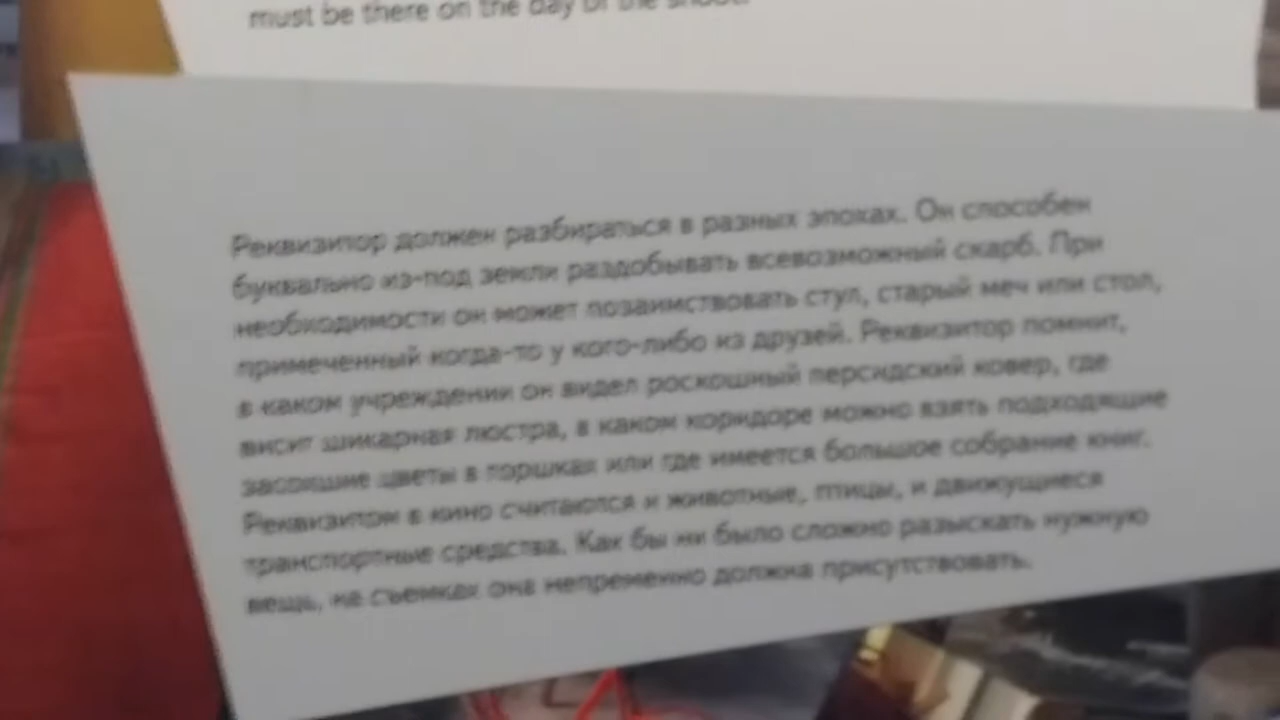 must be there on the day of the shoot.
Реквизитор должен разбираться в разных эпохах. Он способен
буквально из-под земли раздобывать всевозможный скарб. При
необходимости он может позаимствовать стул, старый меч или стол,
примеченный когда-то у кого-либо из друзей. Реквизитор помнит,
в каком учреждении он видел роскошный персидский ковер, где
висит шикарная люстра, в каком коридоре можно взять подходящие
засохшие цветы в горшках или где имеется большое собрание книг.
Реквизитом в кино считаются и животные, птицы, и движущиеся
транспортные средства. Как бы ни было сложно разыскать нужную
вещь, на съемках она непременно должна присутствовать.